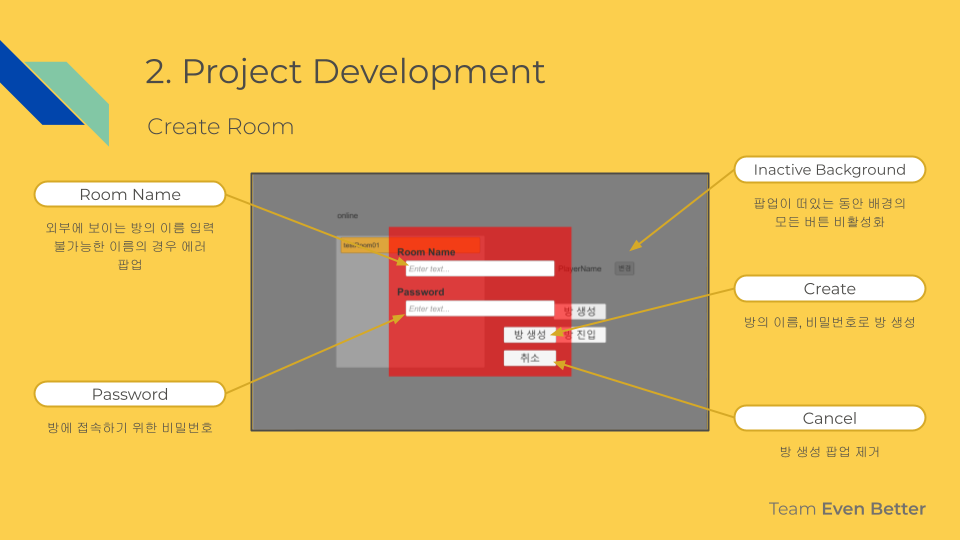 2. Project Development
Create Room
Room Name
외부에 보이는 방의 이름 입력
불가능한 이름의 경우 에러
팝업
Password
방에 접속하기 위한 비밀번호
online
Room Name
Enter text...
PlayerName
변경
Password
Enter text...
방 생성
방 생성
방 진입
취소
Inactive Background
팝업이 떠있는 동안 배경의
모든 버튼 비활성화
Create
방의 이름, 비밀번호로 방 생성
Cancel
방 생성 팝업 제거
Team Even Better